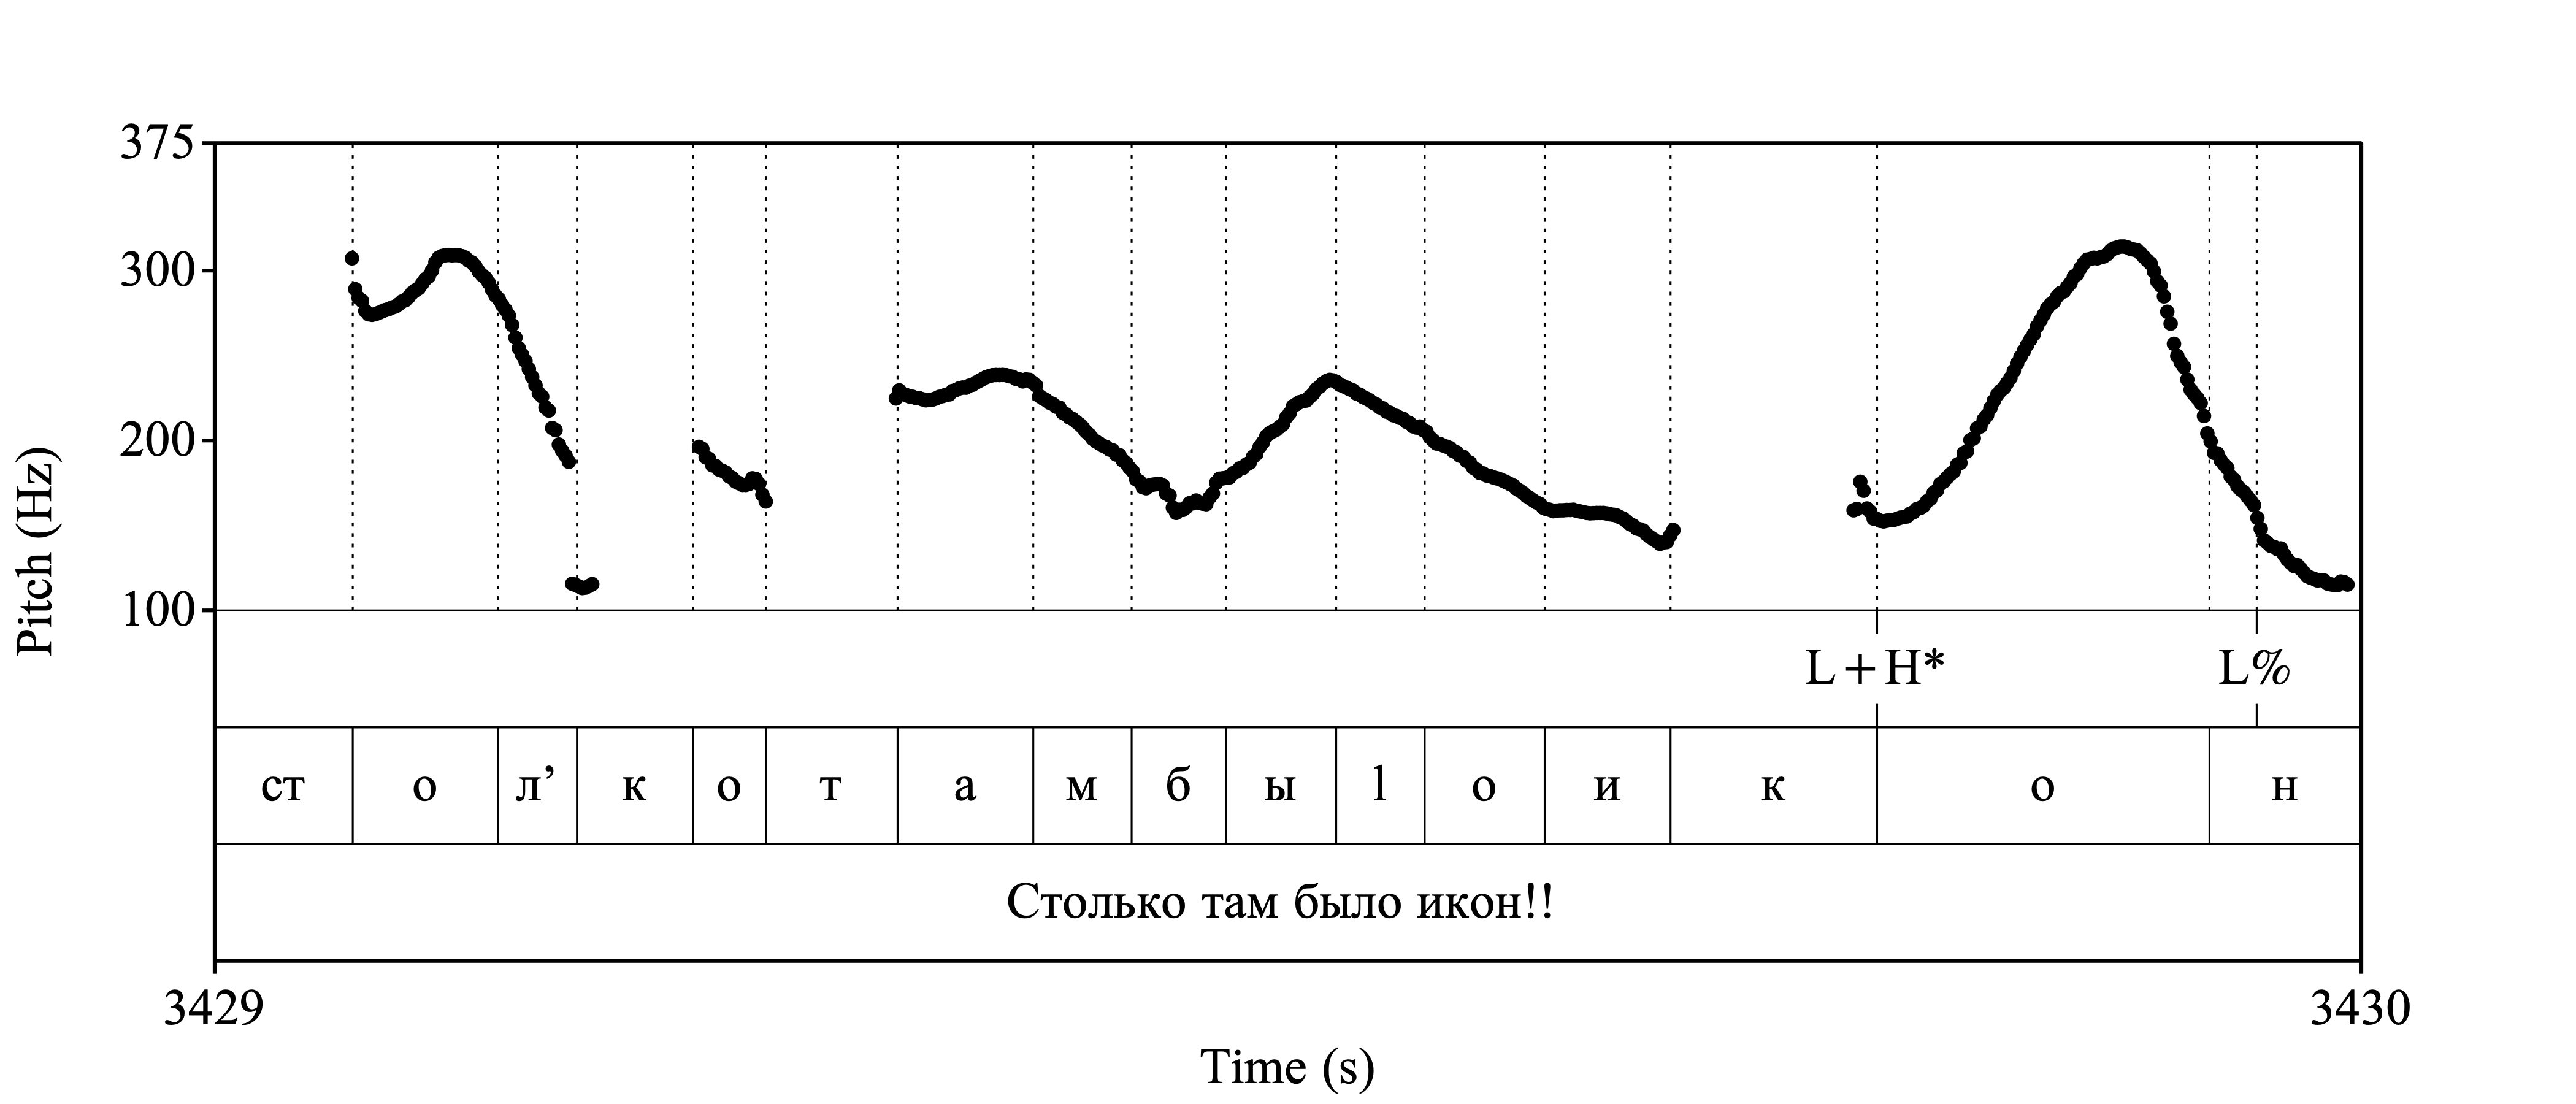 375
300
200
100
Pitch (Hz)
L+H* L%
ст о л’ к о т а м б ы l о и к о н
Столько там было икон!!
3429 3430
Time (s)